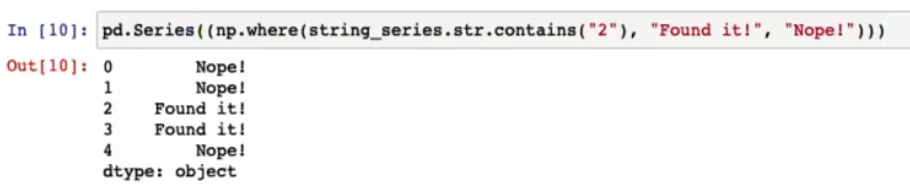 In [10]: pd.Series((np.where(string_series.str.contains("2"), "Found it!", "Nope!")))
Out[10]: 0 Nope!
1 Nope!
2 Found it!
3 Found it!
4 Nope!
dtype: object